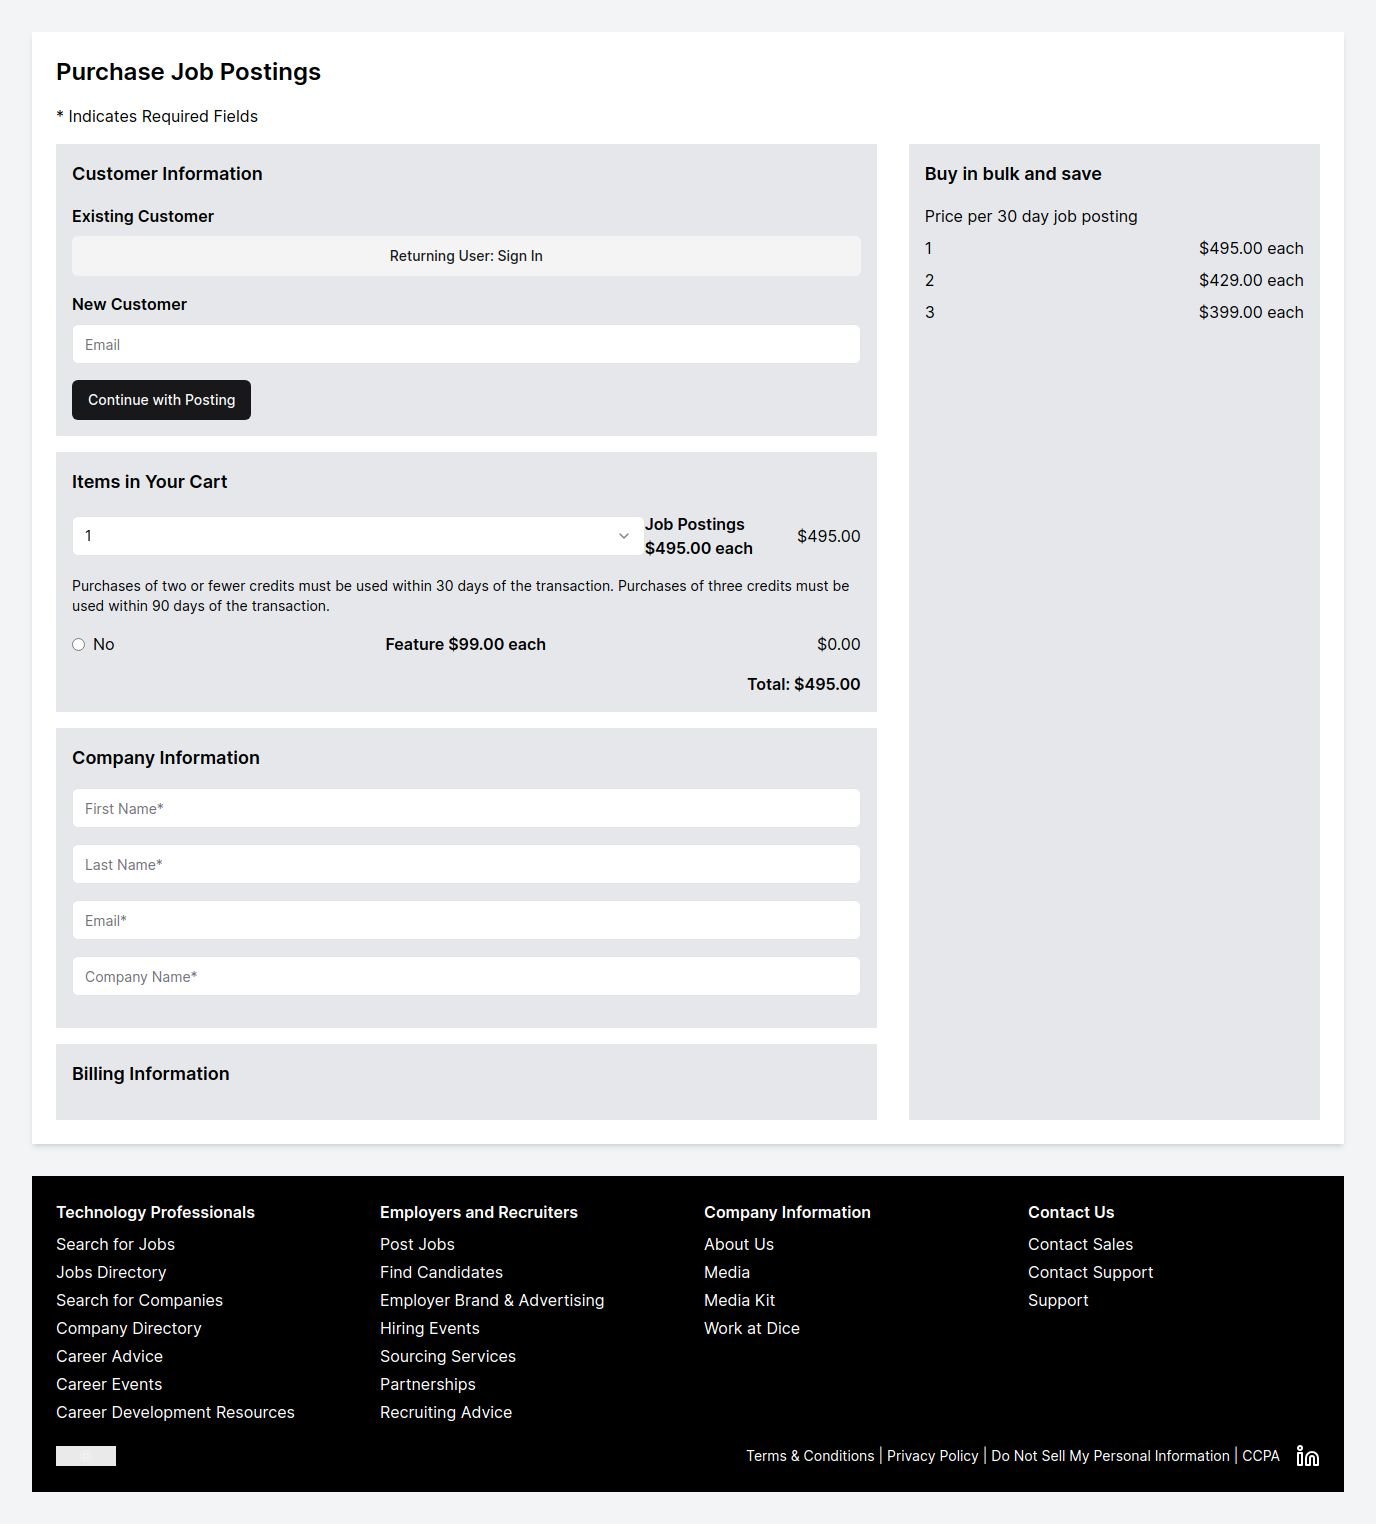 Purchase Job Postings
* Indicates Required Fields
Customer Information
Existing Customer
Returning User: Sign In
New Customer
Email
Continue with Posting
Items in Your Cart
1
Job Postings
$495.00 each
$495.00
Purchases of two or fewer credits must be used within 30 days of the transaction. Purchases of three credits must be
used within 90 days of the transaction.
No
Feature $99.00 each
$0.00
Total: $495.00
Company Information
First Name*
Last Name*
Email*
Company Name*
Billing Information
Buy in bulk and save
Price per 30 day job posting
1 $495.00 each
2 $429.00 each
3 $399.00 each
Technology Professionals
Search for Jobs
Jobs Directory
Search for Companies
Company Directory
Career Advice
Career Events
Career Development Resources
Employers and Recruiters
Post Jobs
Find Candidates
Employer Brand & Advertising
Hiring Events
Sourcing Services
Partnerships
Recruiting Advice
Company Information
About Us
Media
Media Kit
Work at Dice
Contact Us
Contact Sales
Contact Support
Support
Terms & Conditions | Privacy Policy | Do Not Sell My Personal Information | CCPA
in